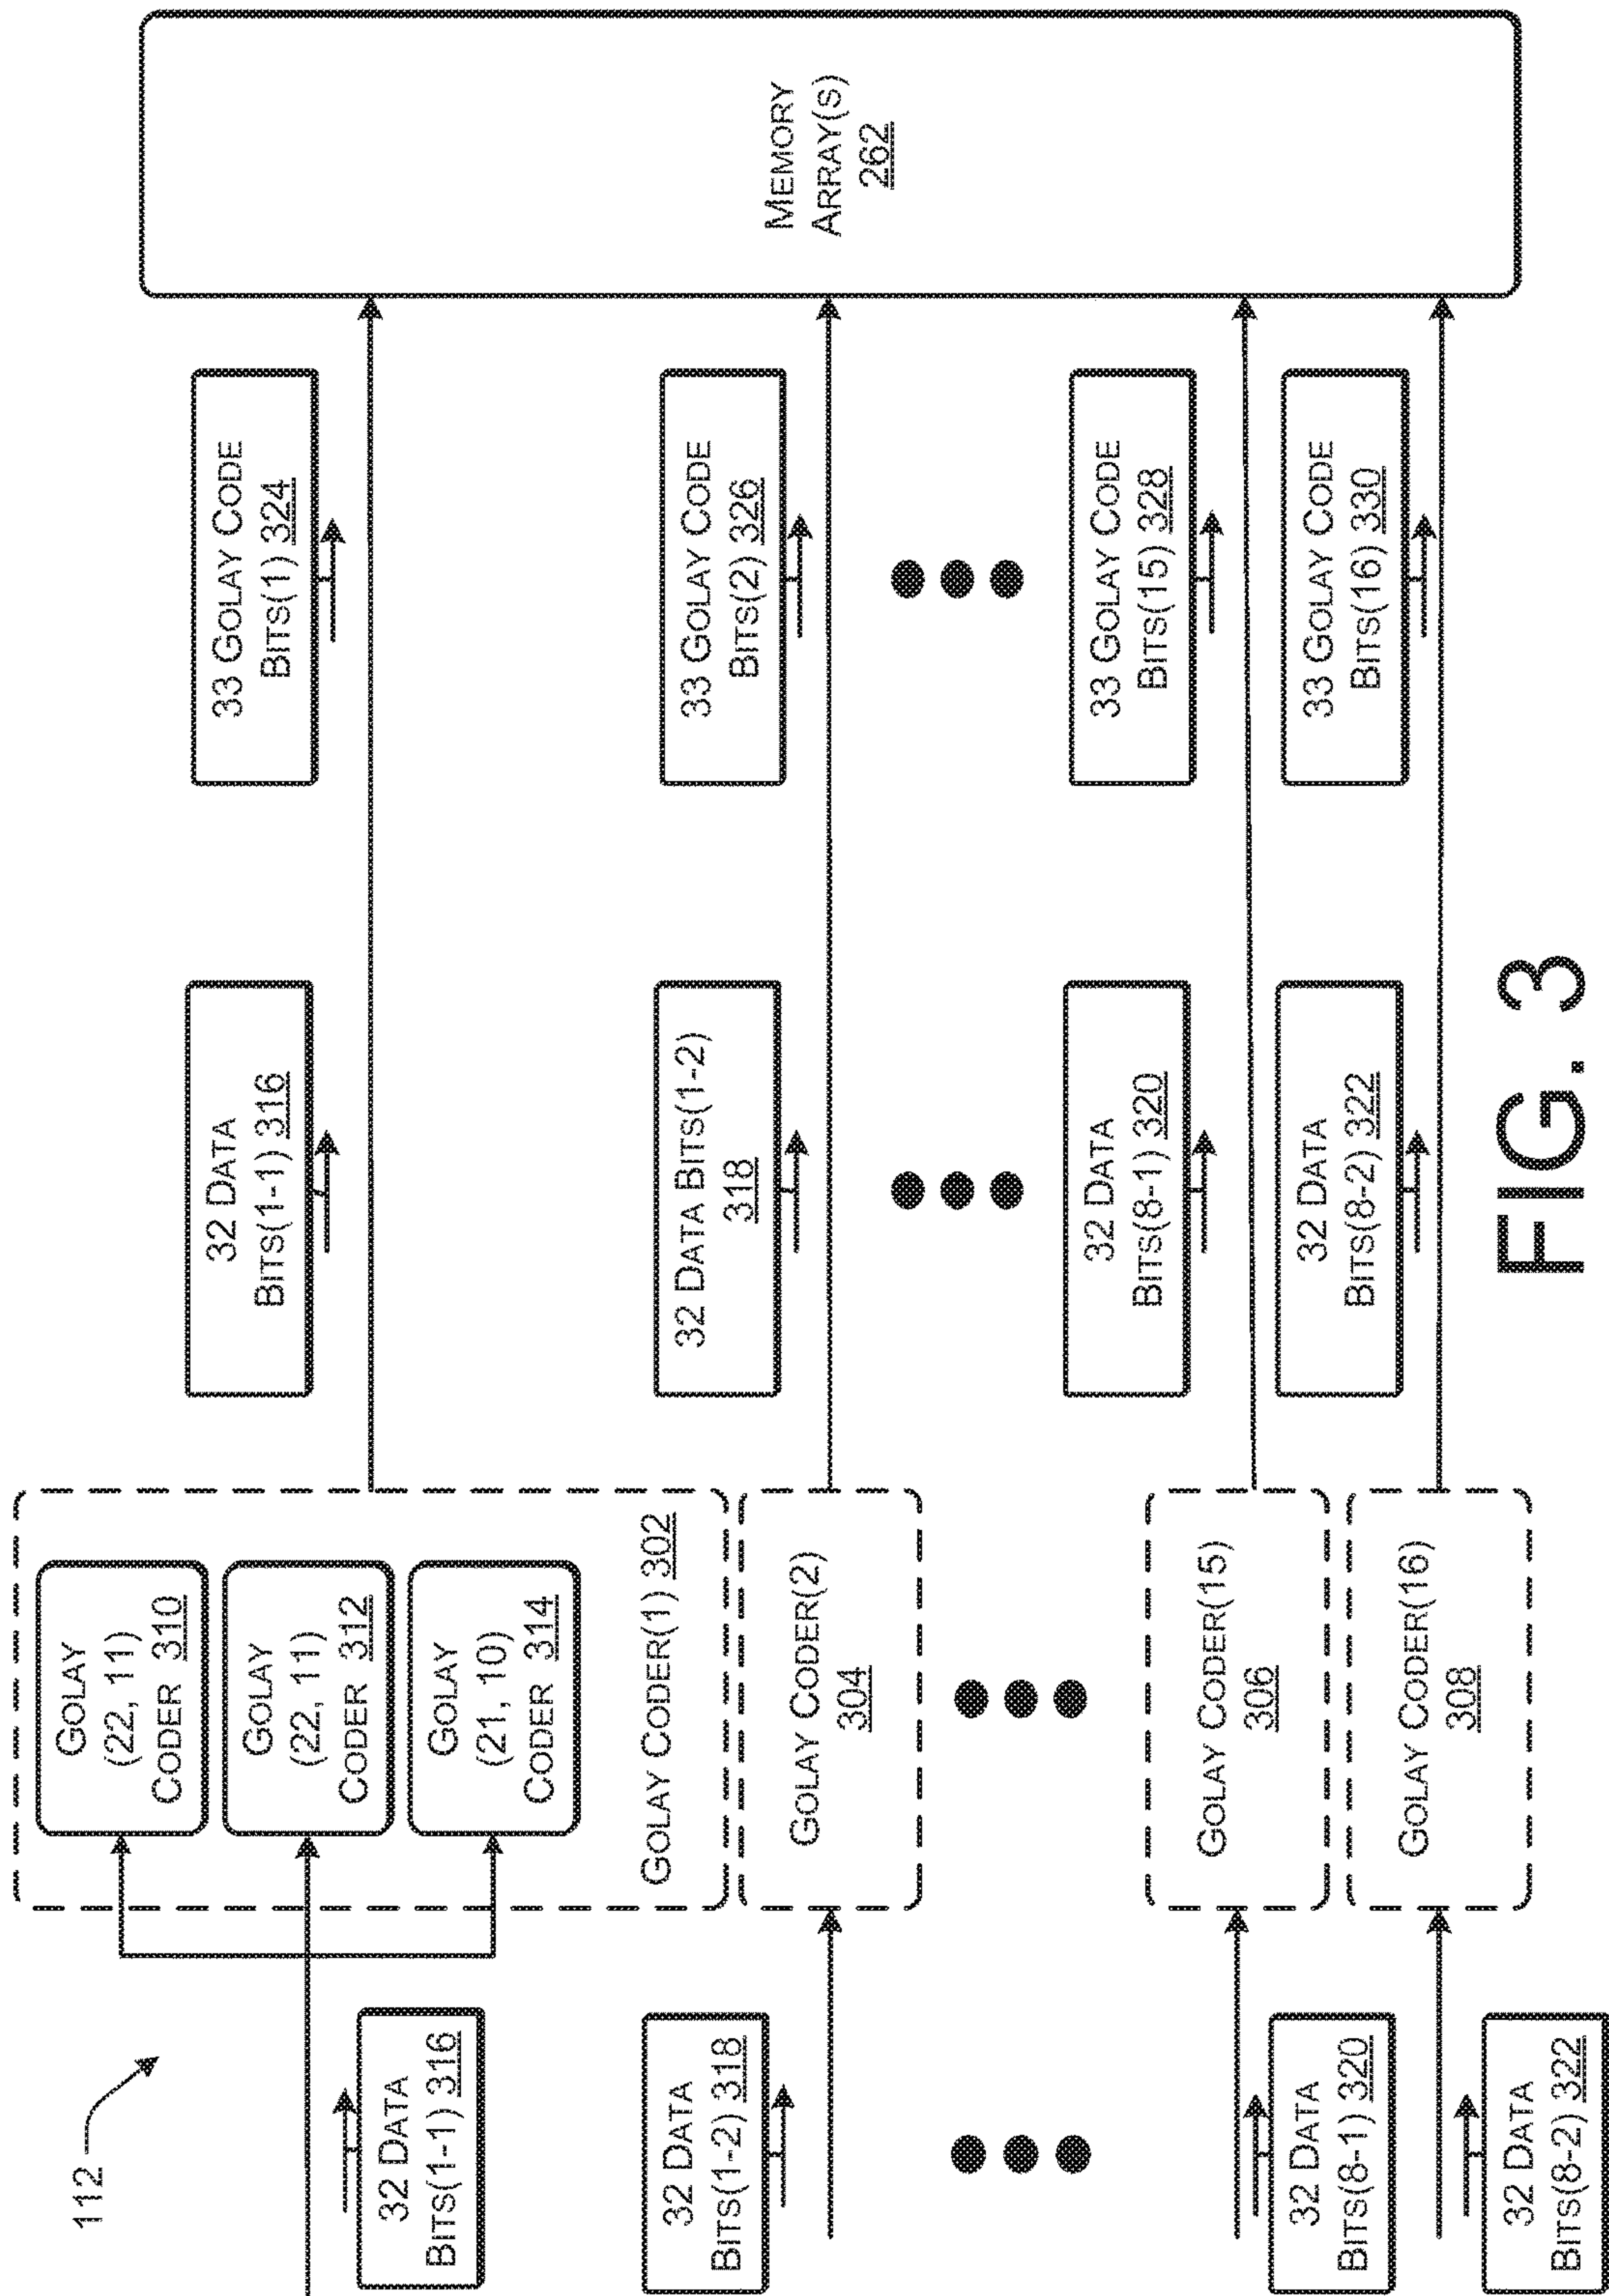 112
32 DATA
BITS(1-1) 316
32 DATA
BITS(1-2) 318
32 DATA
BITS(8-1) 320
32 DATA
BITS(8-2) 322
GOLAY
(22, 11)
CODER 310
GOLAY
(22, 11)
CODER 312
GOLAY
(21, 10)
CODER 314
GOLAY CODER(1) 302
GOLAY CODER(2)
304
GOLAY CODER(15)
306
GOLAY CODER(16)
308
32 DATA
BITS(1-1) 316
32 DATA BITS(1-2)
318
32 DATA
BITS(8-1) 320
32 DATA
BITS(8-2) 322
33 GOLAY CODE
BITS(1) 324
33 GOLAY CODE
BITS(2) 326
33 GOLAY CODE
BITS(15) 328
33 GOLAY CODE
BITS(16) 330
MEMORY
ARRAY(S)
262
FIG. 3